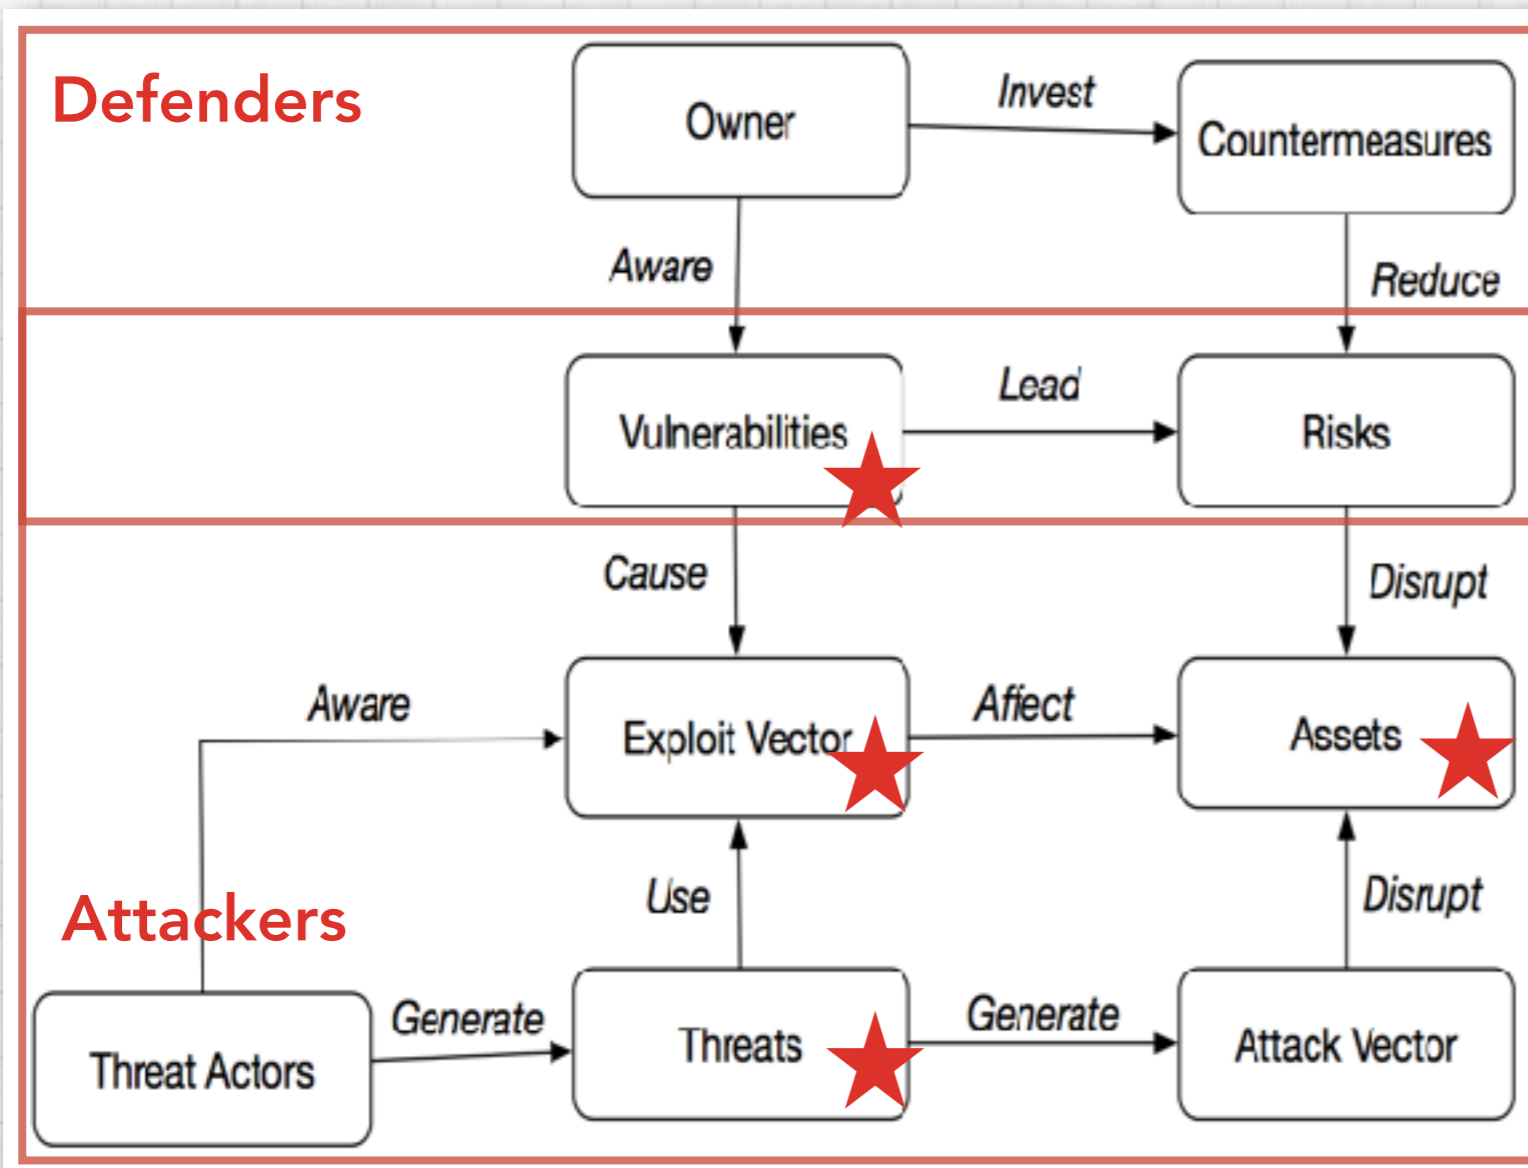 Defenders
Owner
Invest
Countermeasures
Aware
Reduce
Vulnerabilities
Lead
Risks
Cause
Disrupt
Aware
Exploit Vector
Affect
Assets
Attackers
Use
Disrupt
Threat Actors
Generate
Threats
Generate
Attack Vector